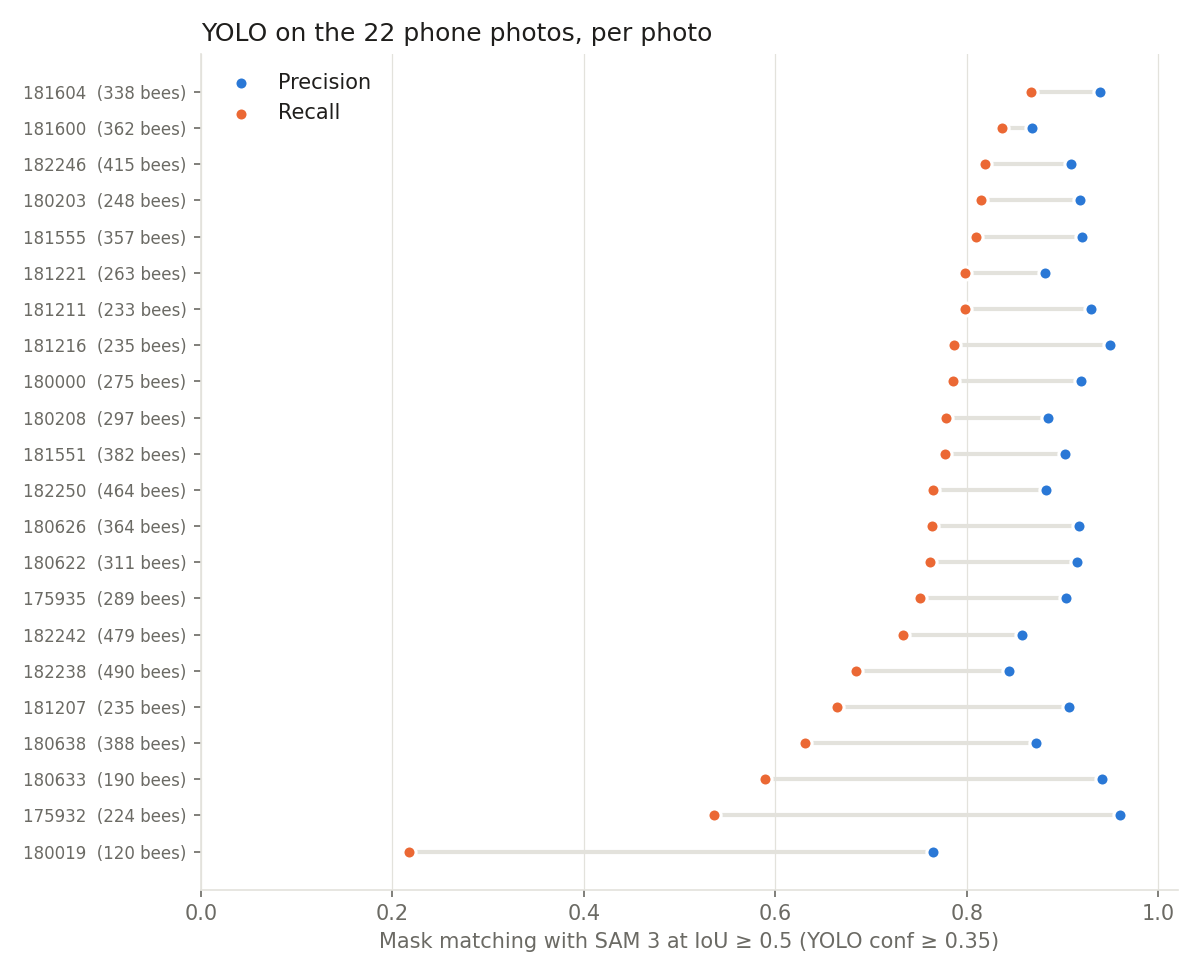 YOLO on the 22 phone photos, per photo
Precision
Recall
181604 (338 bees)
181600 (362 bees)
182246 (415 bees)
180203 (248 bees)
181555 (357 bees)
181221 (263 bees)
181211 (233 bees)
181216 (235 bees)
180000 (275 bees)
180208 (297 bees)
181551 (382 bees)
182250 (464 bees)
180626 (364 bees)
180622 (311 bees)
175935 (289 bees)
182242 (479 bees)
182238 (490 bees)
181207 (235 bees)
180638 (388 bees)
180633 (190 bees)
175932 (224 bees)
180019 (120 bees)
0.0 0.2 0.4 0.6 0.8 1.0
Mask matching with SAM 3 at IoU ≥ 0.5 (YOLO conf ≥ 0.35)